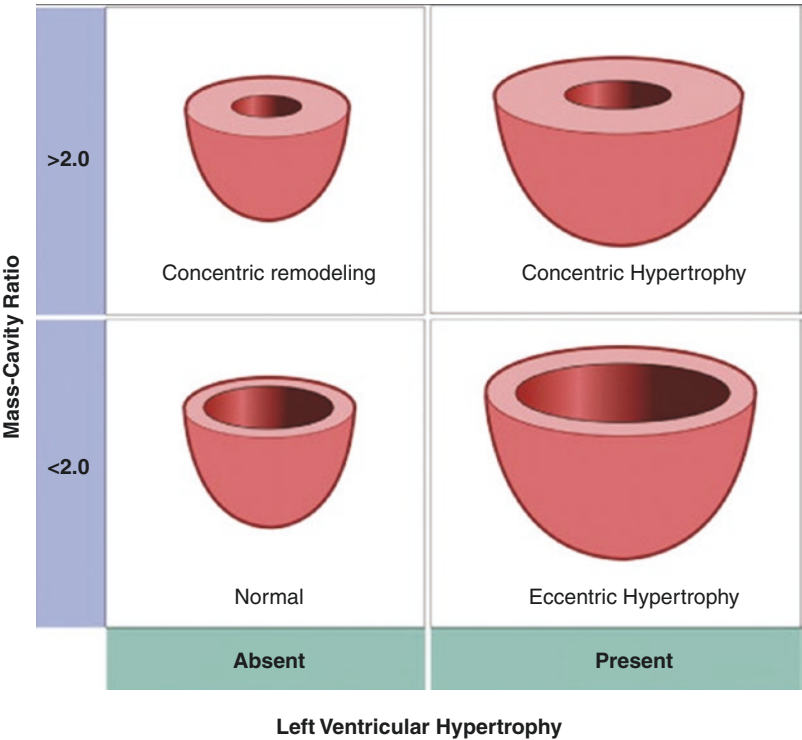 >2.0
Concentric remodeling
Concentric Hypertrophy
Mass-Cavity Ratio
<2.0
Normal
Eccentric Hypertrophy
Absent
Present
Left Ventricular Hypertrophy